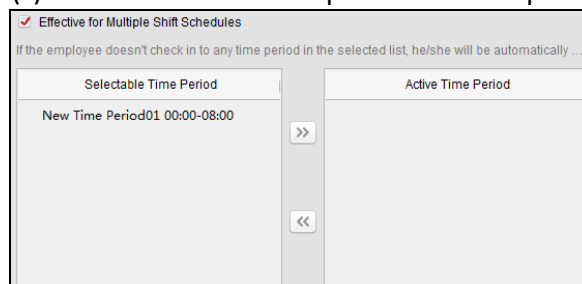 Effective for Multiple Shift Schedules
If the employee doesn't check in to any time period in the selected list, he/she will be automatically ...
Selectable Time Period
Active Time Period
New Time Period01 00:00-08:00
>>
<<